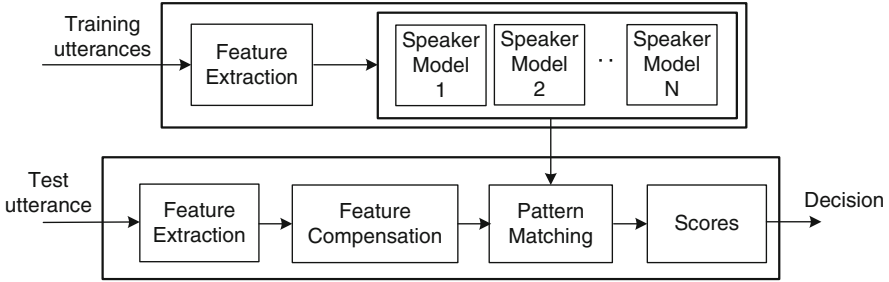 Training
utterances
Feature
Extraction
Speaker
Model
1
Speaker
Model
2
..
Speaker
Model
N
Test
utterance
Feature
Extraction
Feature
Compensation
Pattern
Matching
Scores
Decision